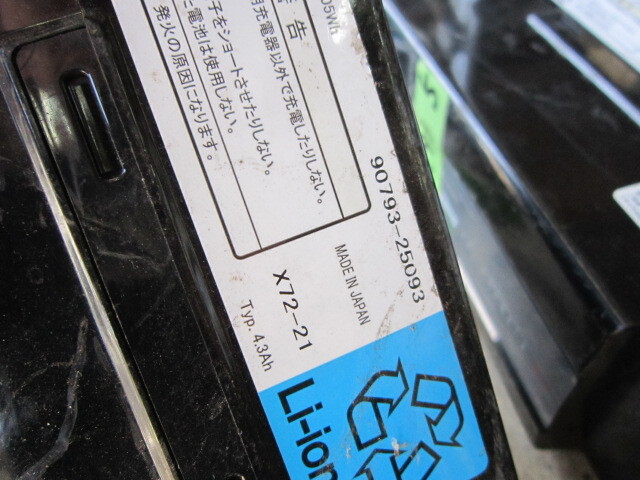 05Wh
告
用充電器以外で充電したりしない。
子をショートさせたりしない。
に電池は使用しない。
発火の原因になります。
90793-25093
MADE IN JAPAN
X72-21
Typ. 4.3Ah
Li-ion